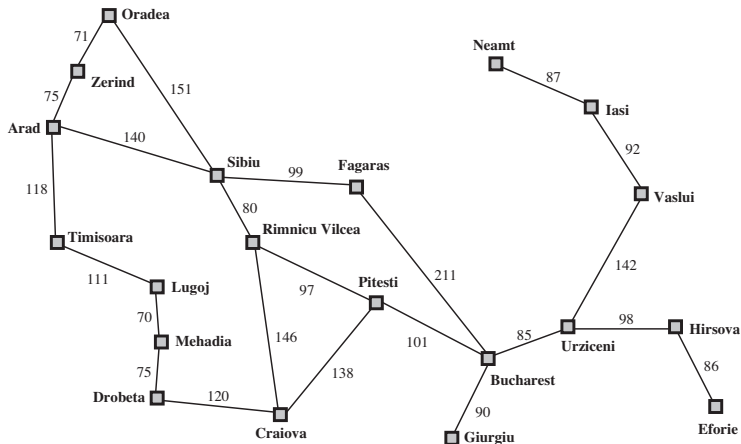 Oradea
71
Neamt
Zerind
87
151
75
Iasi
Arad
140
92
Sibiu
99
Fagaras
118
Vaslui
80
Timisoara
Rimnicu Vilcea
142
111
Lugoj
97
Pitesti
211
70
98
Hirsova
Mehadia
146
101
85
Urziceni
86
75
138
Bucharest
Drobeta
120
90
Craiova
Giurgiu
Eforie